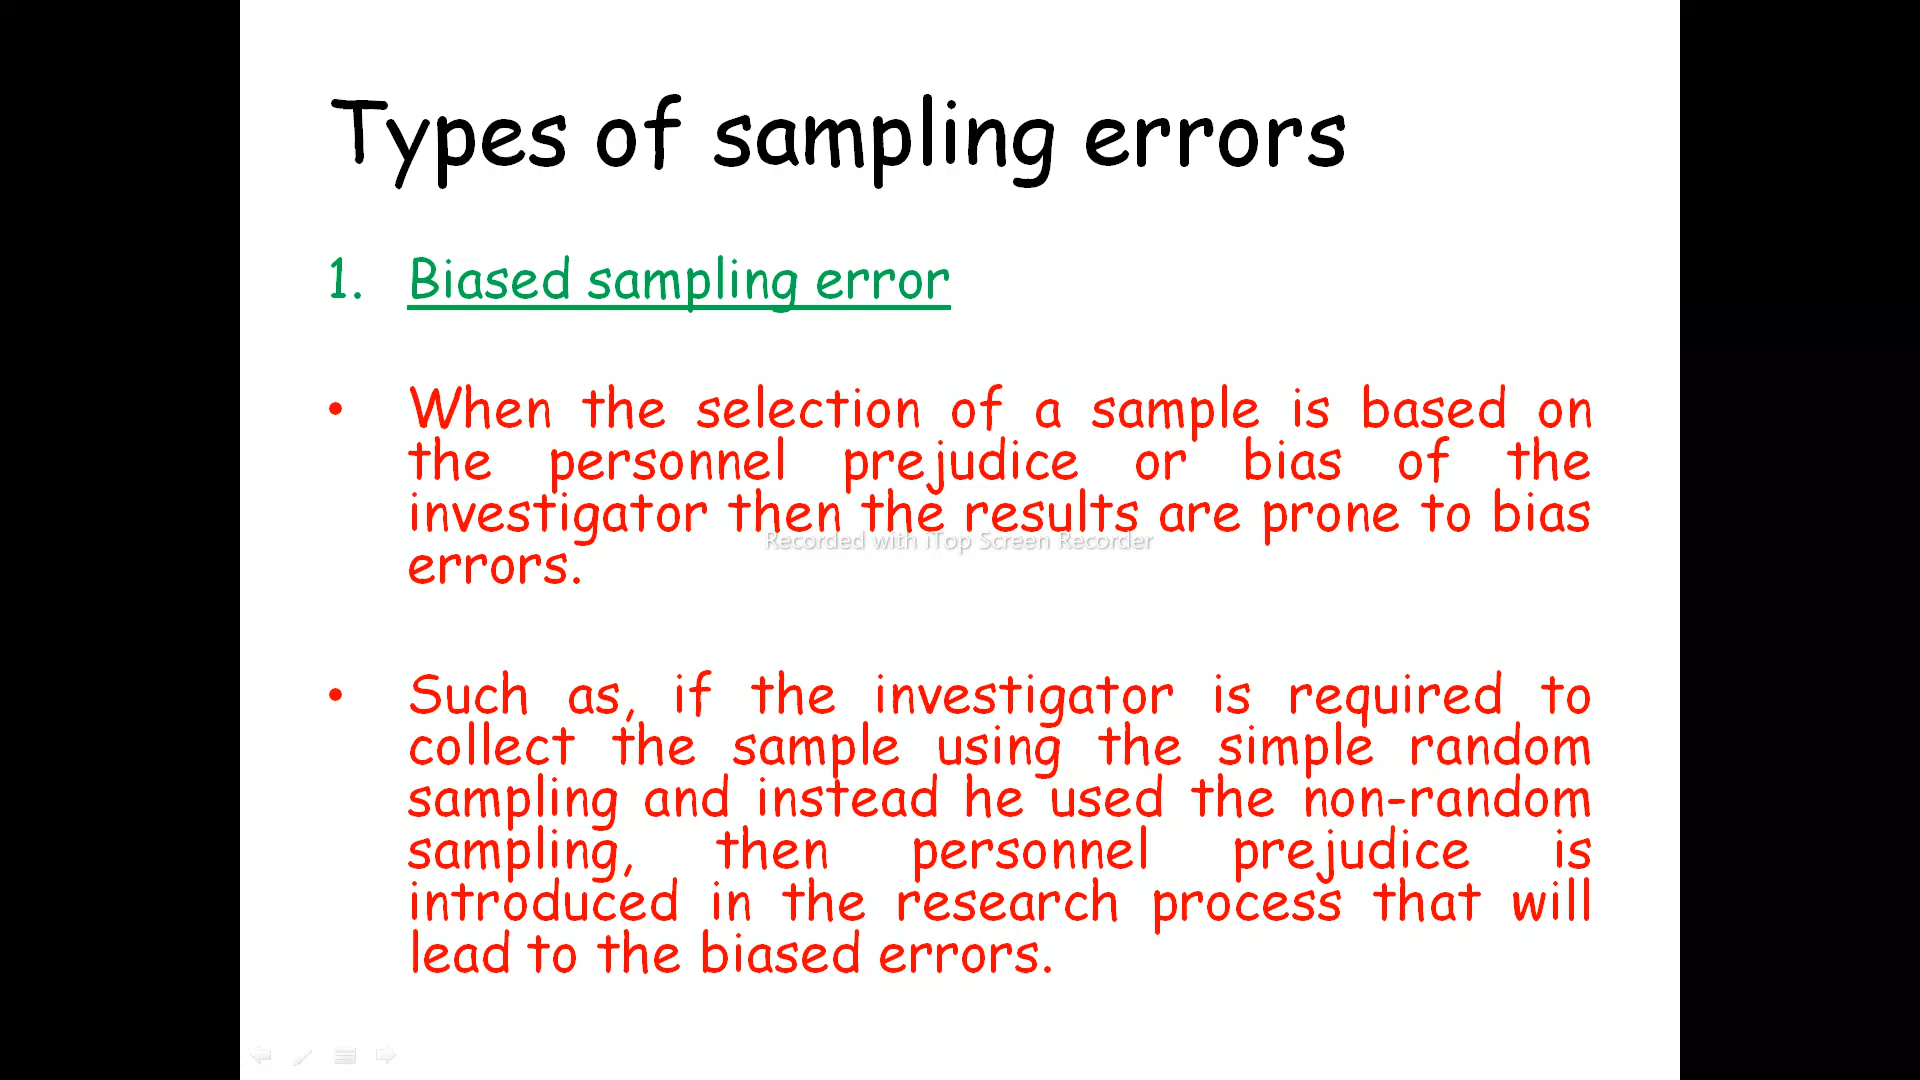 Types of sampling errors
1. Biased sampling error
• When the selection of a sample is based on
the personnel prejudice or bias of the
investigator then the results are prone to bias
errors.
Recorded with iTop Screen Recorder
• Such as, if the investigator is required to
collect the sample using the simple random
sampling and instead he used the non-random
sampling, then personnel prejudice is
introduced in the research process that will
lead to the biased errors.